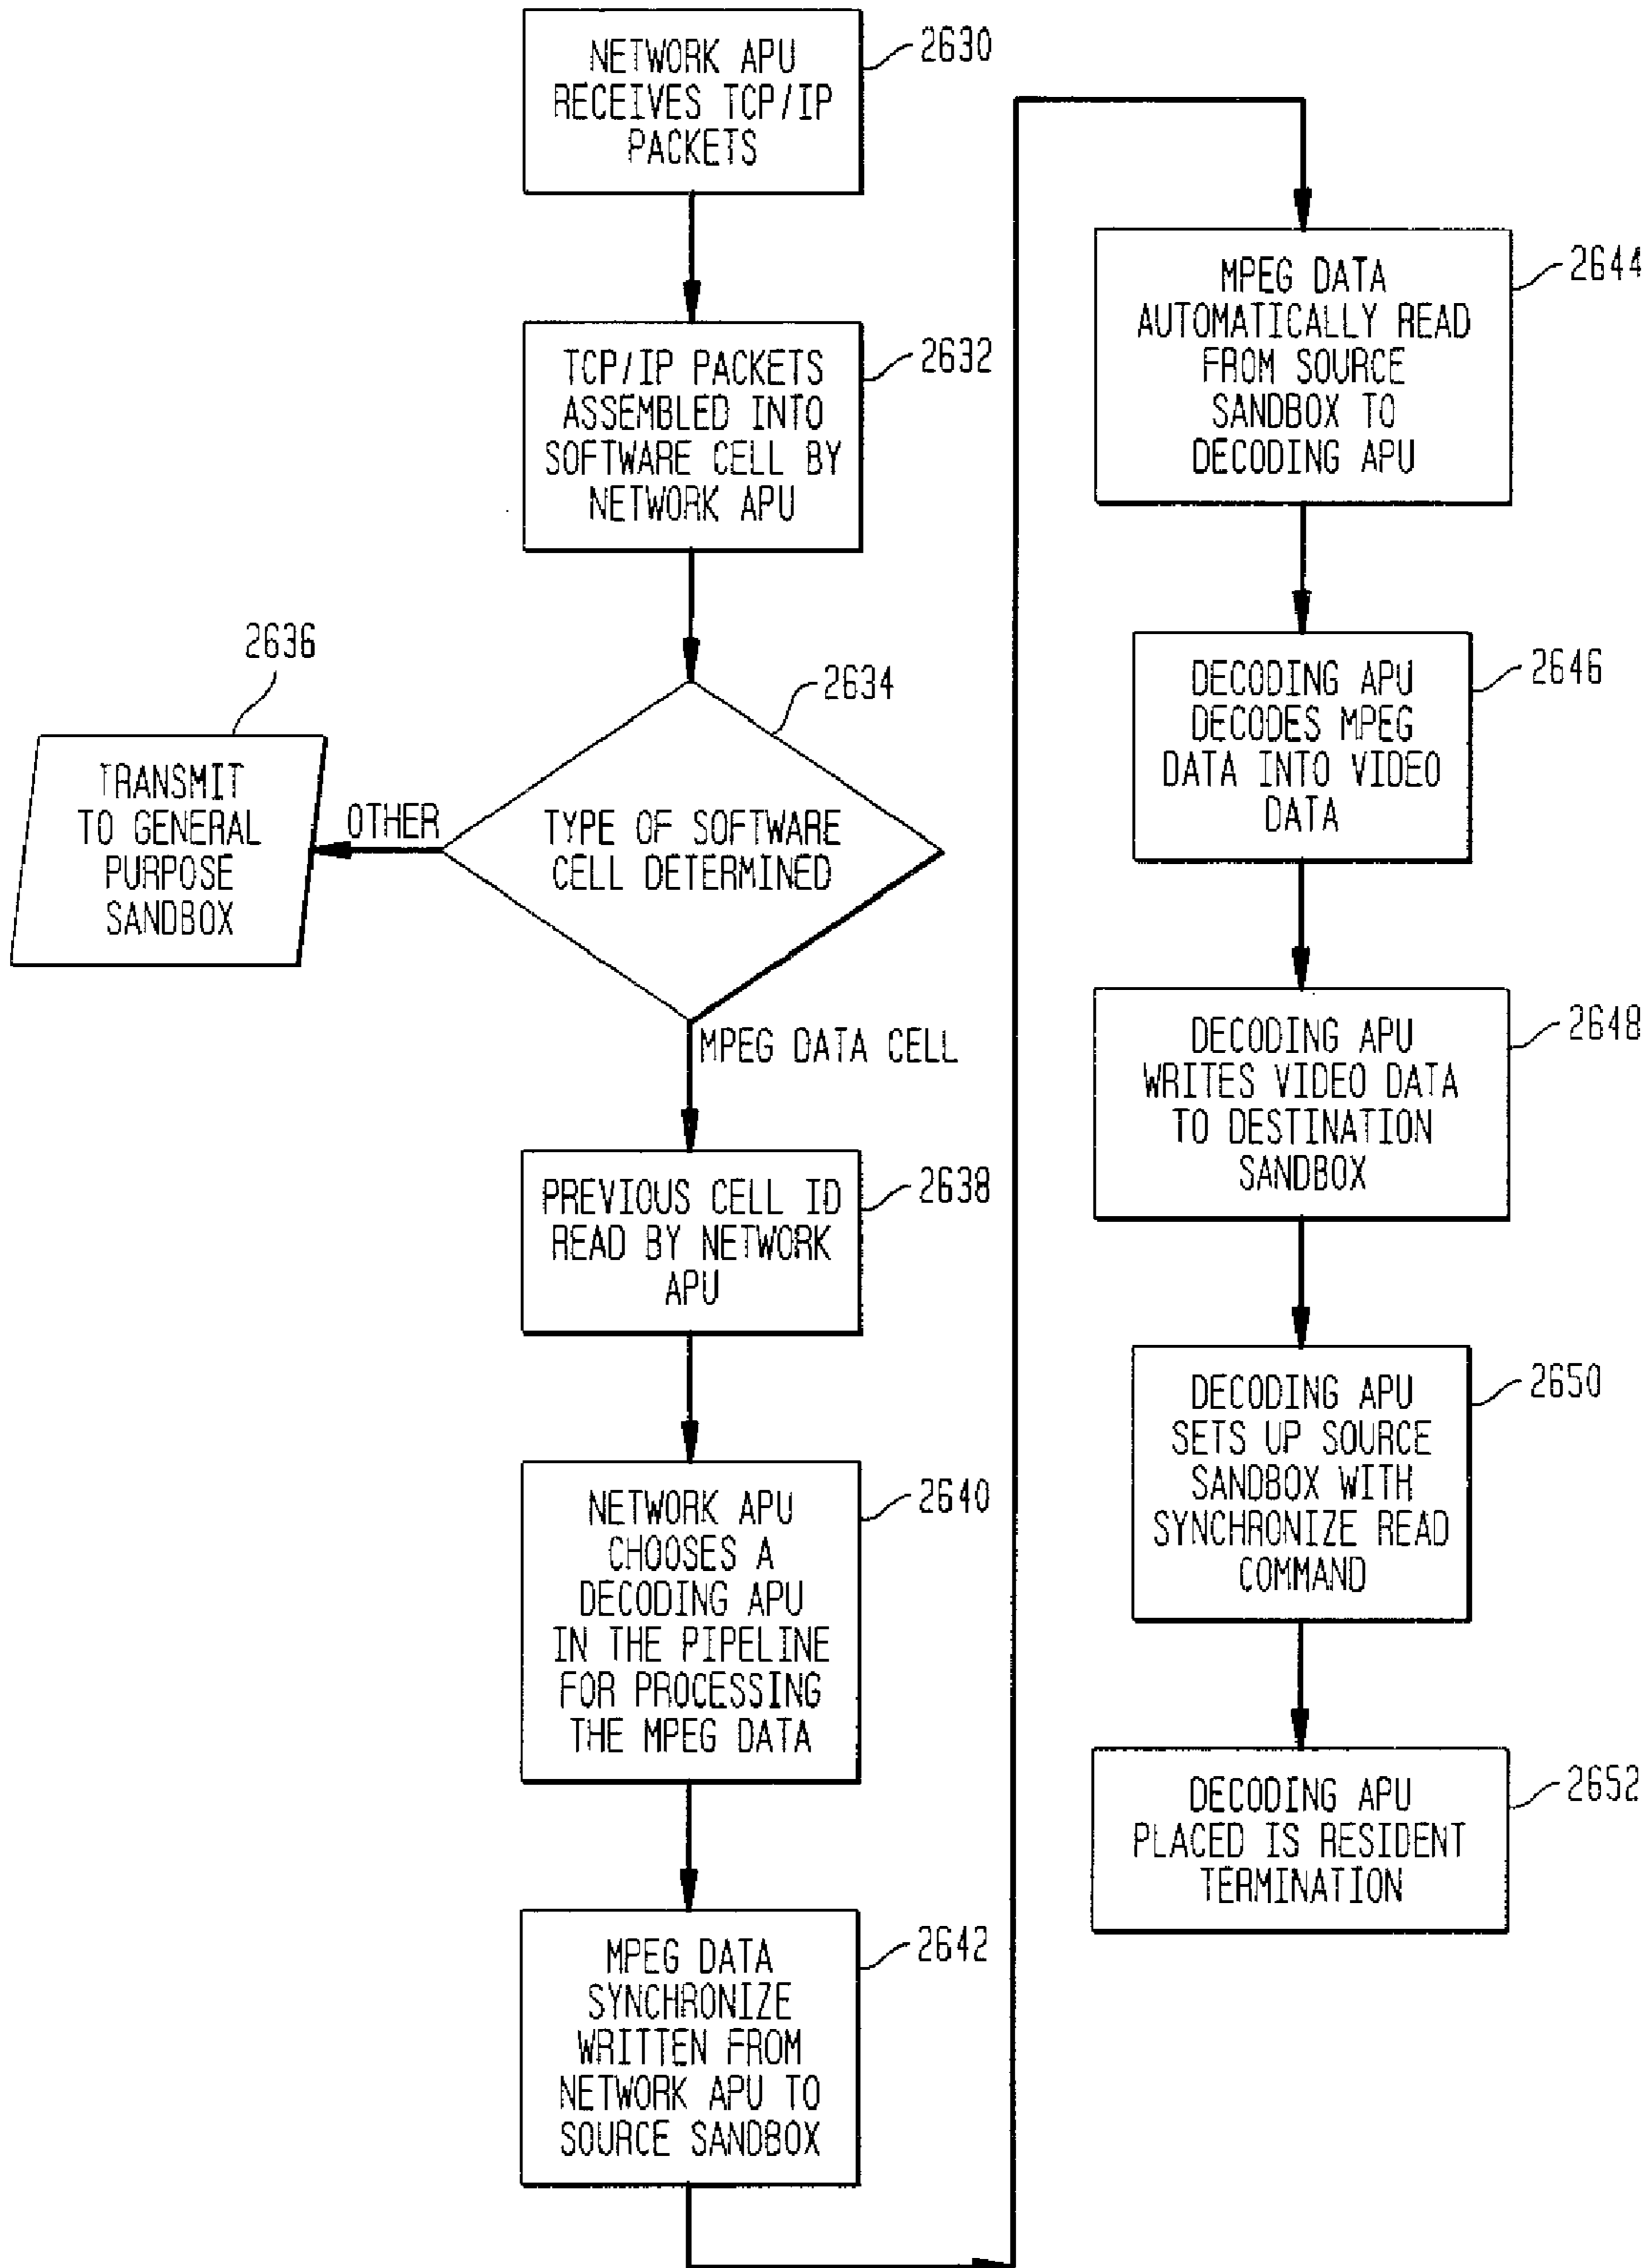 NETWORK APU
RECEIVES TCP/IP
PACKETS
2630
TCP/IP PACKETS
ASSEMBLED INTO
SOFTWARE CELL BY
NETWORK APU
2632
2634
TYPE OF SOFTWARE
CELL DETERMINED
OTHER
2636
TRANSMIT
TO GENERAL
PURPOSE
SANDBOX
MPEG DATA CELL
PREVIOUS CELL ID
READ BY NETWORK
APU
2638
NETWORK APU
CHOOSES A
DECODING APU
IN THE PIPELINE
FOR PROCESSING
THE MPEG DATA
2640
MPEG DATA
SYNCHRONIZE
WRITTEN FROM
NETWORK APU TO
SOURCE SANDBOX
2642
MPEG DATA
AUTOMATICALLY READ
FROM SOURCE
SANDBOX TO
DECODING APU
2644
DECODING APU
DECODES MPEG
DATA INTO VIDEO
DATA
2646
DECODING APU
WRITES VIDEO DATA
TO DESTINATION
SANDBOX
2648
DECODING APU
SETS UP SOURCE
SANDBOX WITH
SYNCHRONIZE READ
COMMAND
2650
DECODING APU
PLACED IS RESIDENT
TERMINATION
2652